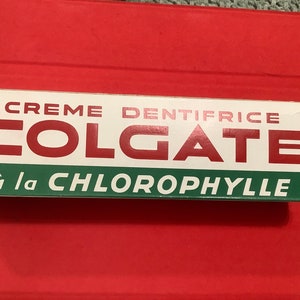 CREME DENTIFRICE
COLGATE
à la CHLOROPHYLLE